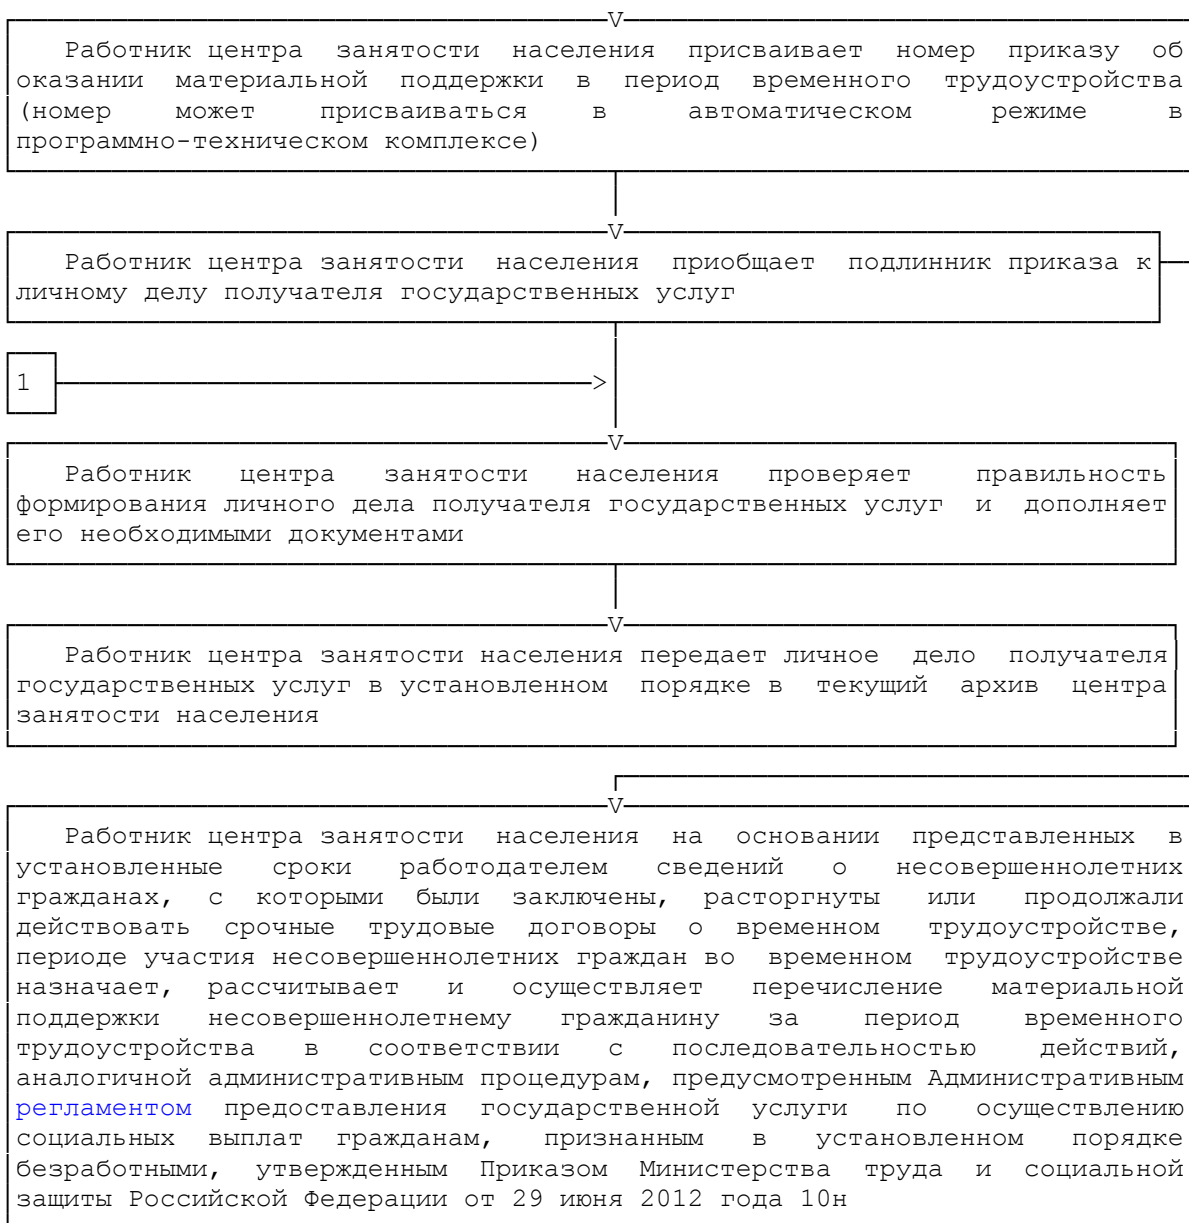 Работник центра занятости населения присваивает номер приказу об
оказании материальной поддержки в период временного трудоустройства
(номер может присваиваться в автоматическом режиме в
программно-техническом комплексе)
Работник центра занятости населения приобщает подлинник приказа к
личному делу получателя государственных услуг
1
Работник центра занятости населения проверяет правильность
формирования личного дела получателя государственных услуг и дополняет
его необходимыми документами
Работник центра занятости населения передает личное дело получателя
государственных услуг в установленном порядке в текущий архив центра
занятости населения
Работник центра занятости населения на основании представленных в
установленные сроки работодателем сведений о несовершеннолетних
гражданах, с которыми были заключены, расторгнуты или продолжали
действовать срочные трудовые договоры о временном трудоустройстве,
периоде участия несовершеннолетних граждан во временном трудоустройстве
назначает, рассчитывает и осуществляет перечисление материальной
поддержки несовершеннолетнему гражданину за период временного
трудоустройства в соответствии с последовательностью действий,
аналогичной административным процедурам, предусмотренным Административным
регламентом предоставления государственной услуги по осуществлению
социальных выплат гражданам, признанным в установленном порядке
безработными, утвержденным Приказом Министерства труда и социальной
защиты Российской Федерации от 29 июня 2012 года 10н